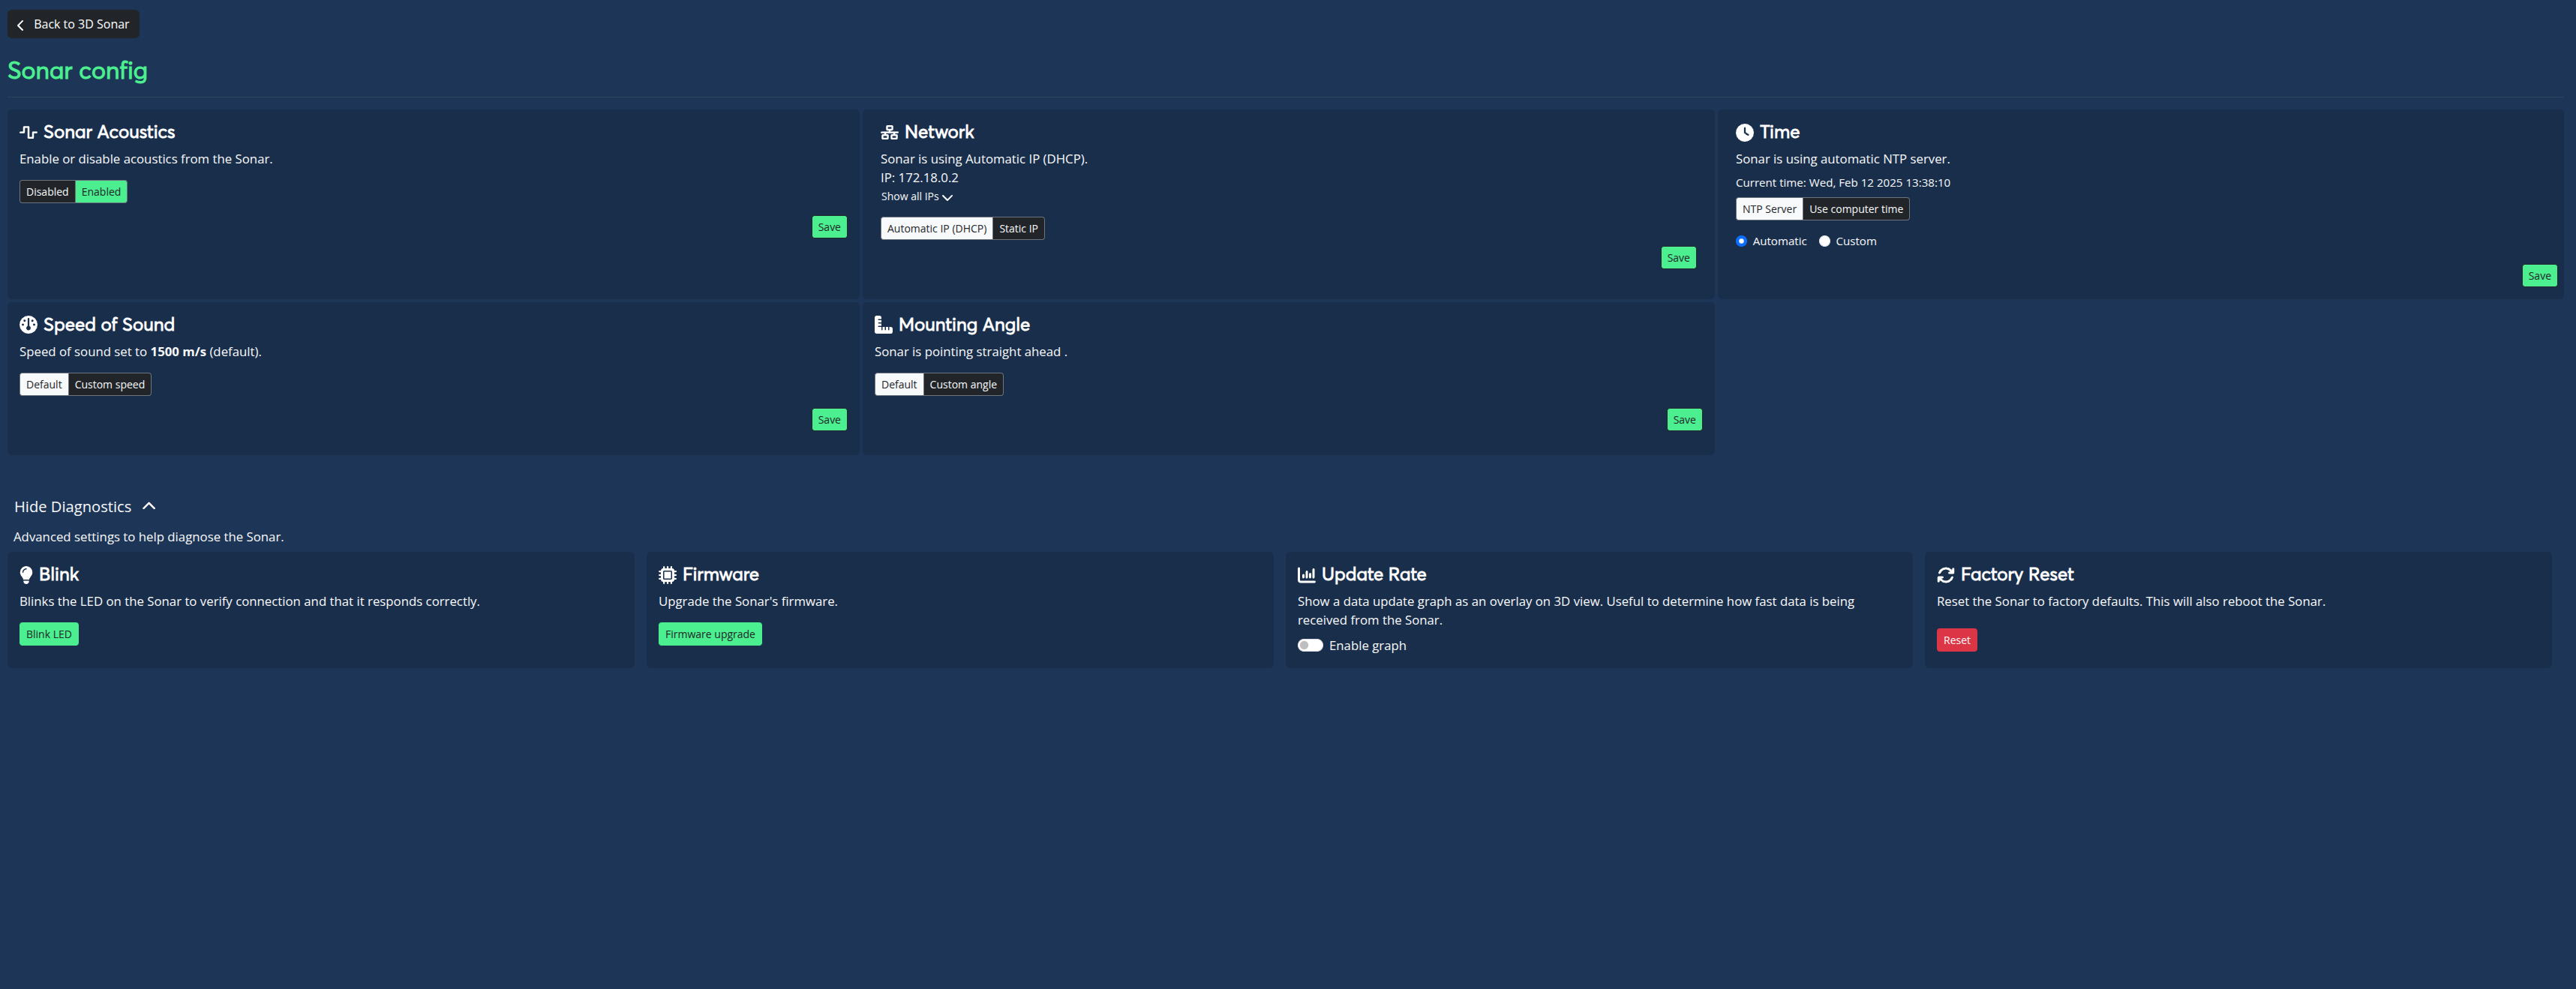 Back to 3D Sonar
Sonar config
Sonar Acoustics
Enable or disable acoustics from the Sonar.
Disabled Enabled
Save
Network
Sonar is using Automatic IP (DHCP).
IP: 172.18.0.2
Show all IPs
Automatic IP (DHCP) Static IP
Save
Time
Sonar is using automatic NTP server.
Current time: Wed, Feb 12 2025 13:38:10
NTP Server Use computer time
Automatic Custom
Save
Speed of Sound
Speed of sound set to 1500 m/s (default).
Default Custom speed
Save
Mounting Angle
Sonar is pointing straight ahead .
Default Custom angle
Save
Hide Diagnostics
Advanced settings to help diagnose the Sonar.
Blink
Blinks the LED on the Sonar to verify connection and that it responds correctly.
Blink LED
Firmware
Upgrade the Sonar's firmware.
Firmware upgrade
Update Rate
Show a data update graph as an overlay on 3D view. Useful to determine how fast data is being
received from the Sonar.
Enable graph
Factory Reset
Reset the Sonar to factory defaults. This will also reboot the Sonar.
Reset